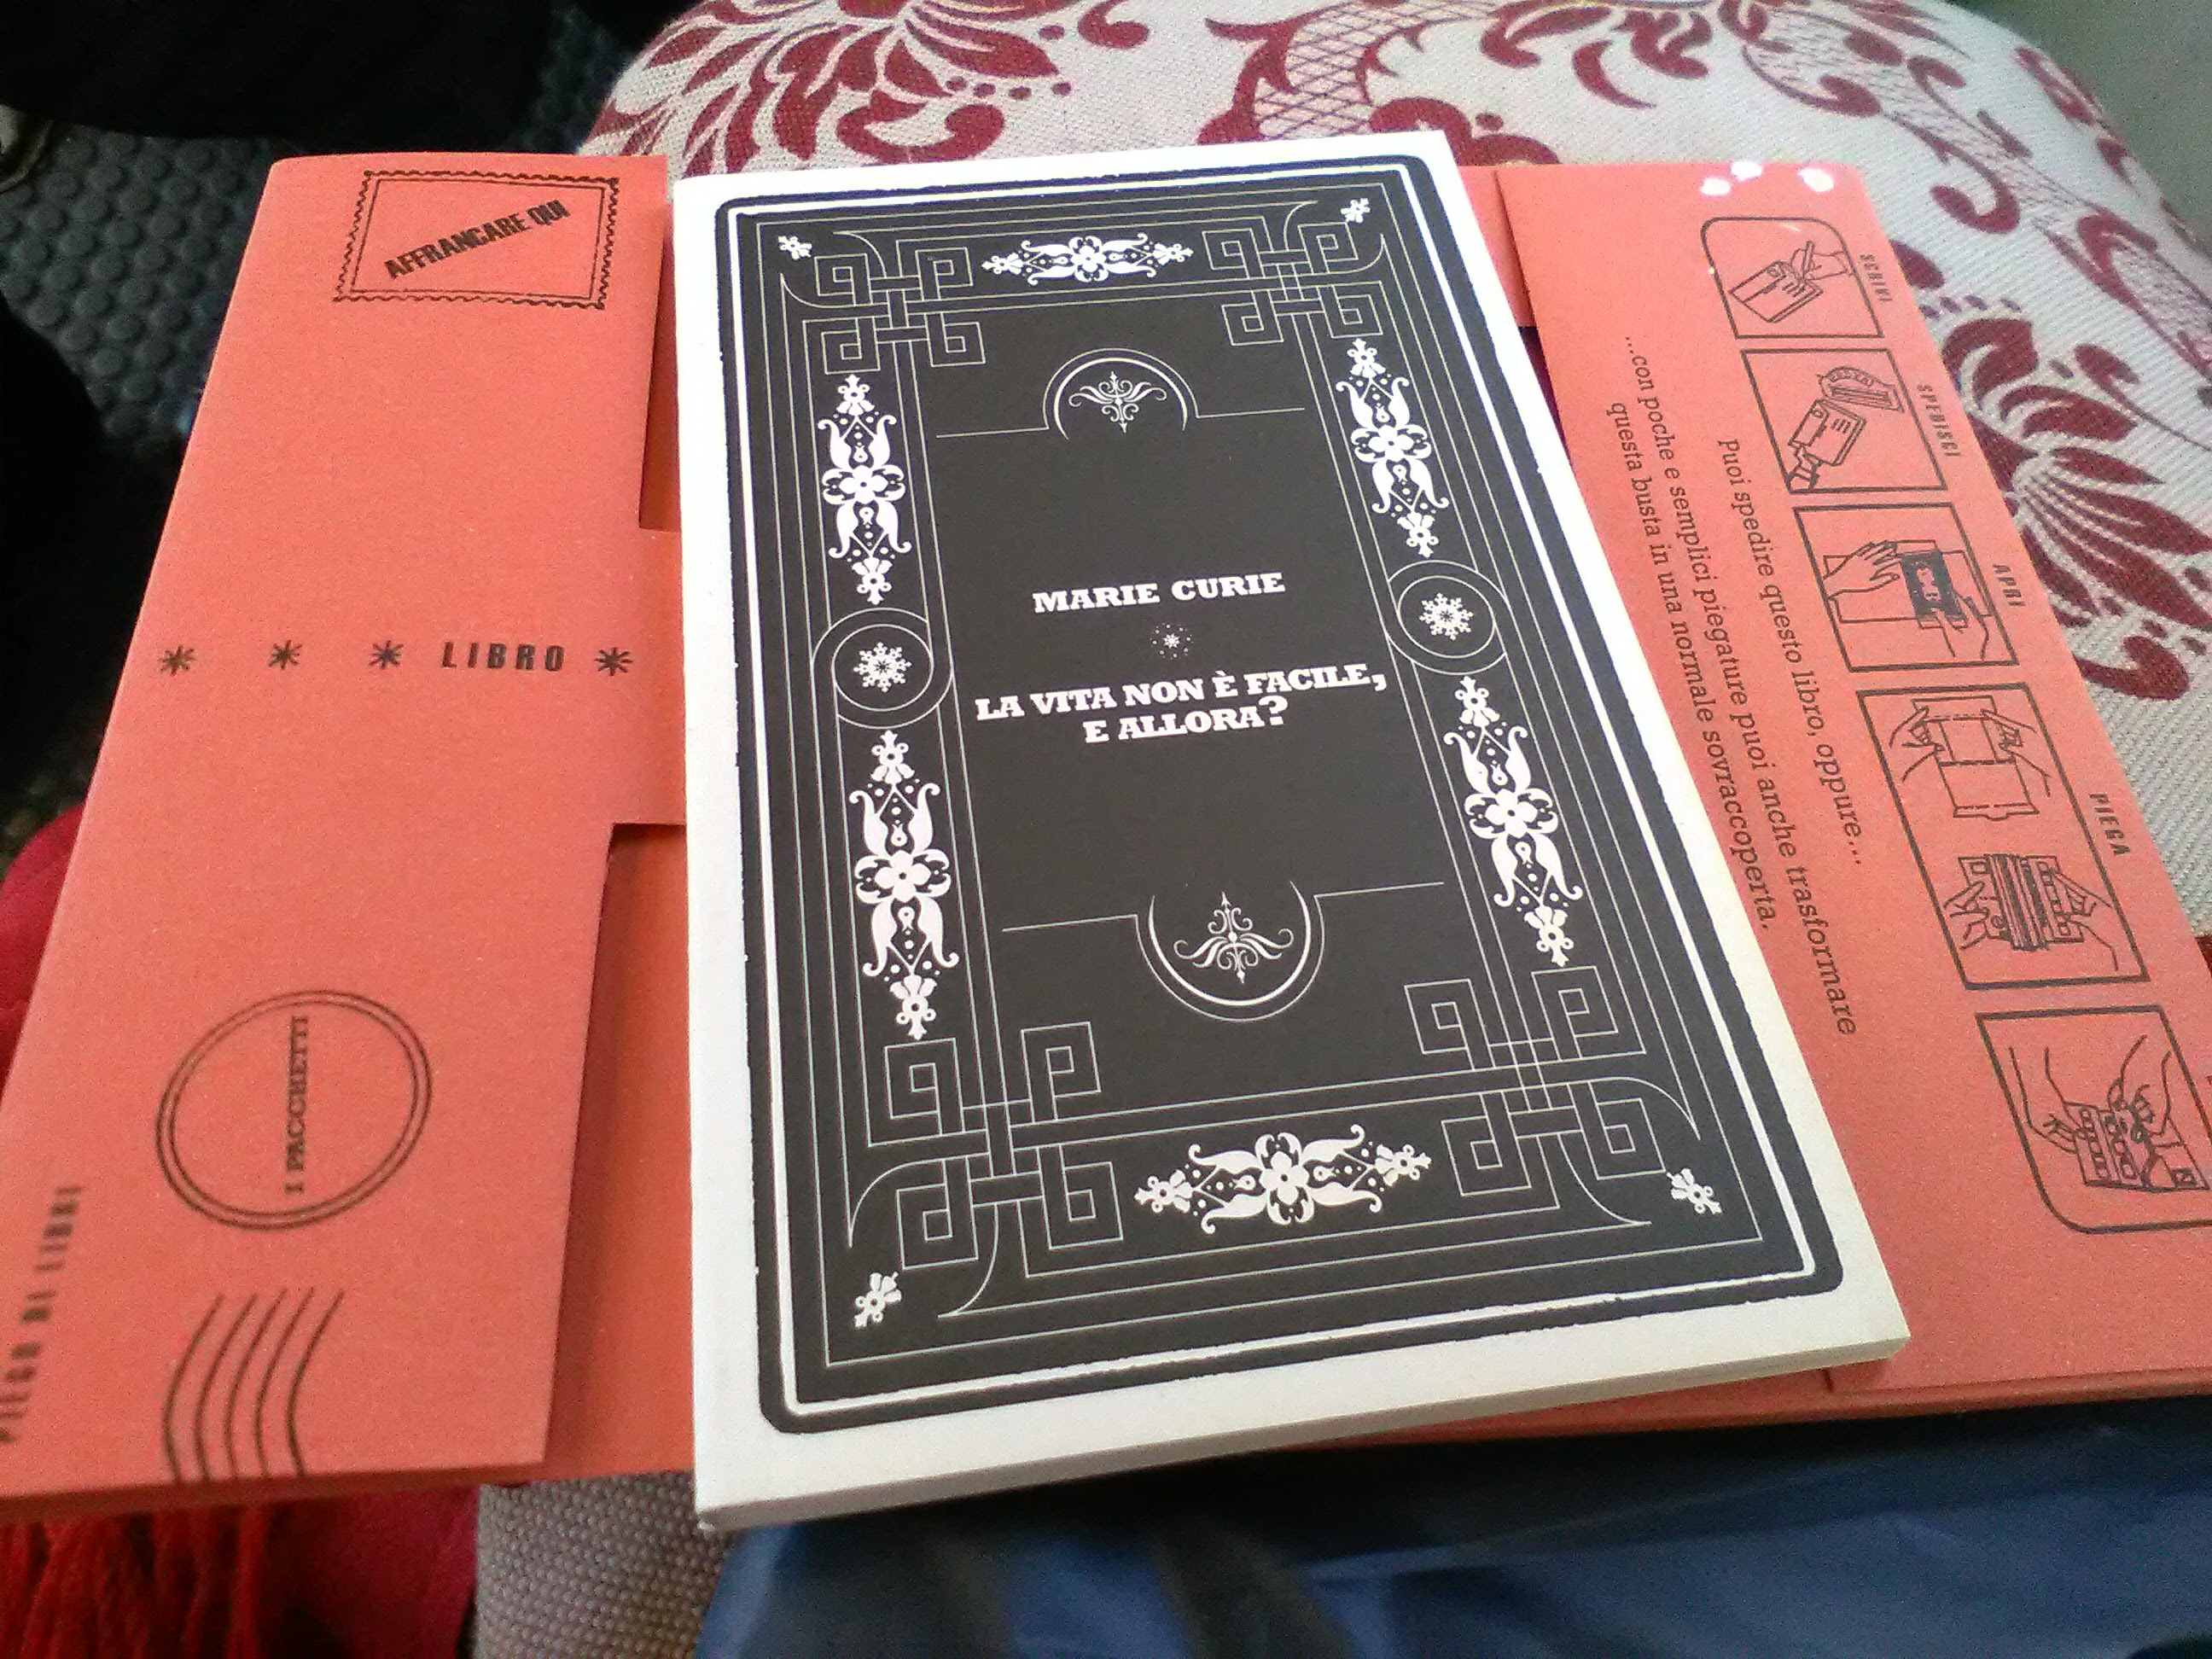 AFFRANCARE QUI
* * * LIBRO *
I PACCHETTI
PIEGO DI LIBRI
MARIE CURIE
LA VITA NON È FACILE,
E ALLORA?
SCRIVI
SPEDISCI
APRI
PIEGA
Puoi spedire questo libro, oppure...
...con poche e semplici piegature puoi anche trasformare
questa busta in una normale sovraccoperta.